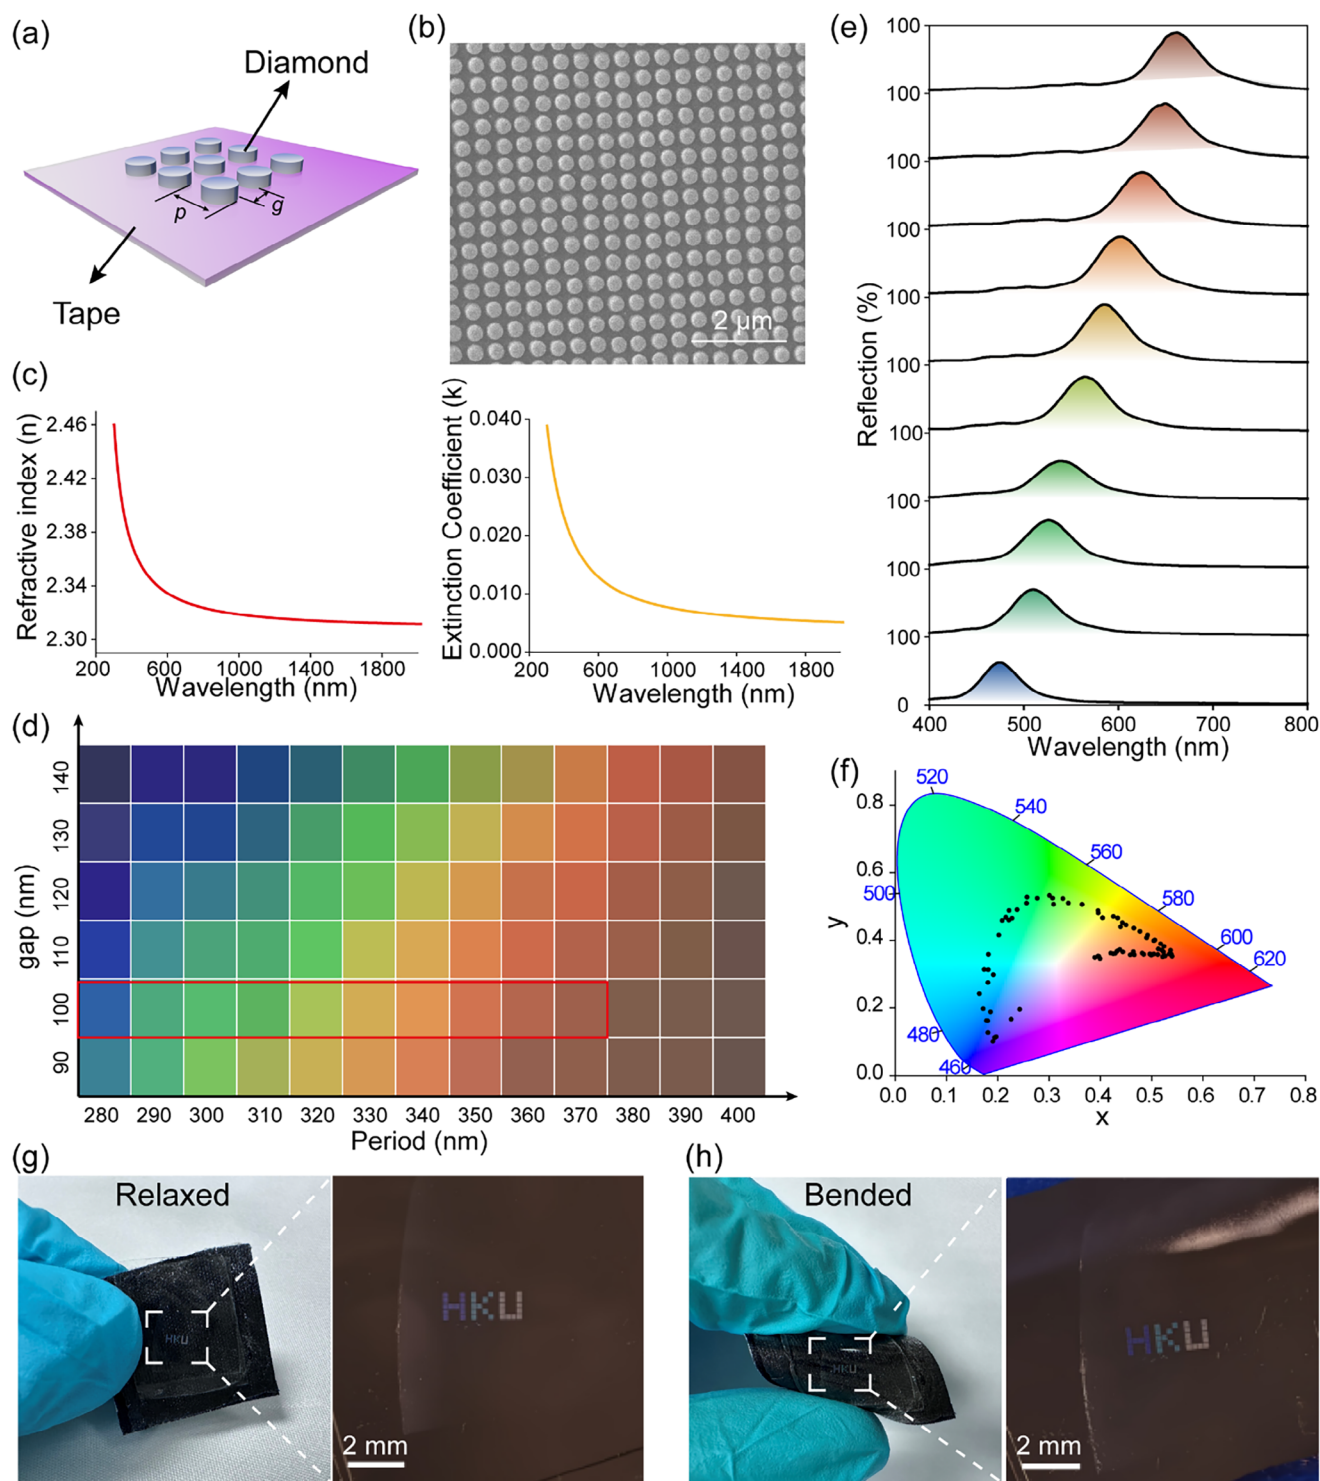 (a)
Diamond
p
g
Tape
(b)
2 μm
(c)
Refractive index (n)
2.46
2.42
2.38
2.34
2.30
200 600 1000 1400 1800
Wavelength (nm)
Extinction Coefficient (k)
0.040
0.030
0.020
0.010
0.000
200 600 1000 1400 1800
Wavelength (nm)
(d)
gap (nm)
140
130
120
110
100
90
280 290 300 310 320 330 340 350 360 370 380 390 400
Period (nm)
(e)
Reflection (%)
100
100
100
100
100
100
100
100
100
100
0
400 500 600 700 800
Wavelength (nm)
(f)
y
0.8
0.6
0.4
0.2
0.0
520
540
560
500
580
600
620
480
460
0.0 0.1 0.2 0.3 0.4 0.5 0.6 0.7 0.8
x
(g)
Relaxed
HKU
HKU
2 mm
(h)
Bended
HKU
HKU
2 mm